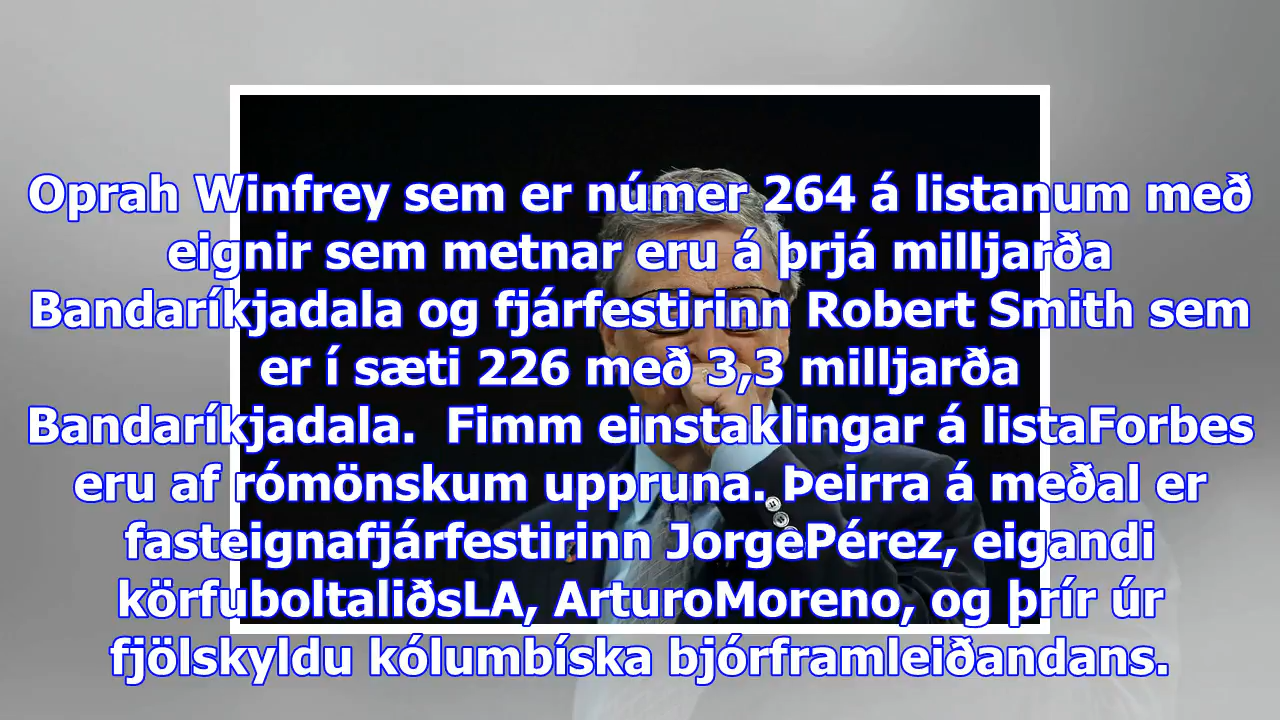 Oprah Winfrey sem er númer 264 á listanum með
eignir sem metnar eru á þrjá milljarða
Bandaríkjadala og fjárfestirinn Robert Smith sem
er í sæti 226 með 3,3 milljarða
Bandaríkjadala.  Fimm einstaklingar á listaForbes
eru af rómönskum uppruna. Þeirra á meðal er
fasteignafjárfestirinn JorgePérez, eigandi
körfuboltaliðsLA, ArturoMoreno, og þrír úr
fjölskyldu kólumbíska bjórframleiðandans.